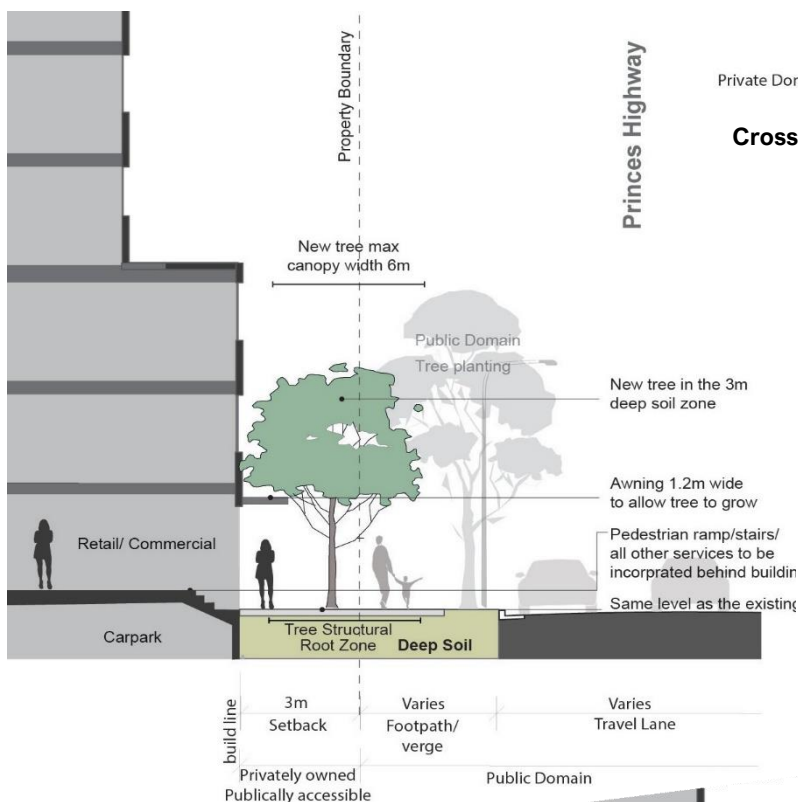 Property Boundary
Princes Highway
Private Dor
Cross
New tree max
canopy width 6m
Public Domain
Tree planting
New tree in the 3m
deep soil zone
Awning 1.2m wide
to allow tree to grow
Retail/ Commercial
Pedestrian ramp/stairs/
all other services to be
incorprated behind buildin
Same level as the existing
Carpark
Tree Structural
Root Zone
Deep Soil
build line
3m
Setback
Varies
Footpath/
verge
Varies
Travel Lane
Privately owned
Publically accessible
Public Domain